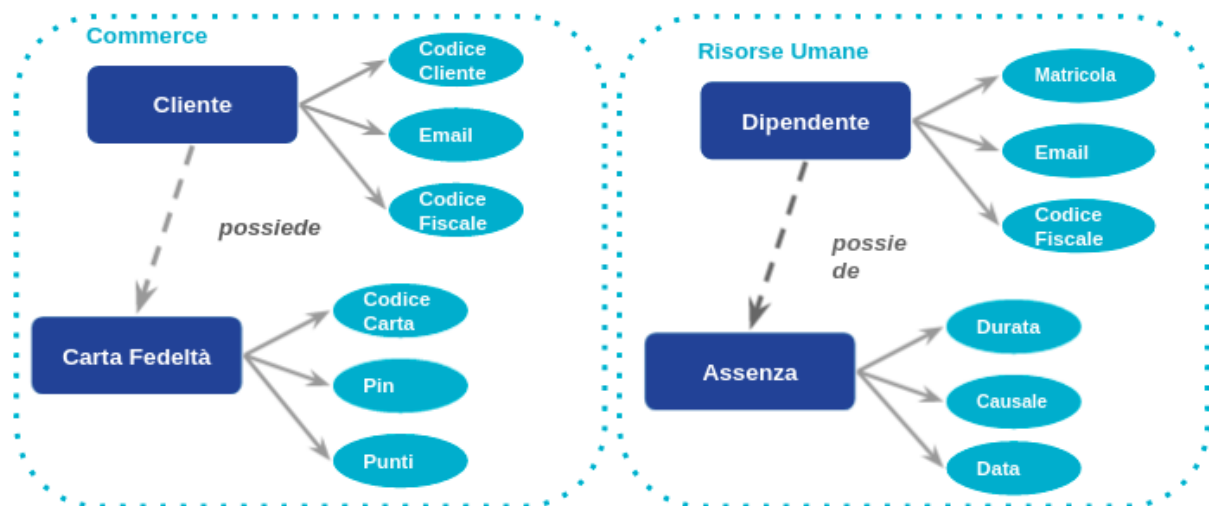 Commerce
Cliente
Codice
Cliente
Email
Codice
Fiscale
possiede
Carta Fedeltà
Codice
Carta
Pin
Punti
Risorse Umane
Dipendente
Matricola
Email
Codice
Fiscale
possie
de
Assenza
Durata
Causale
Data